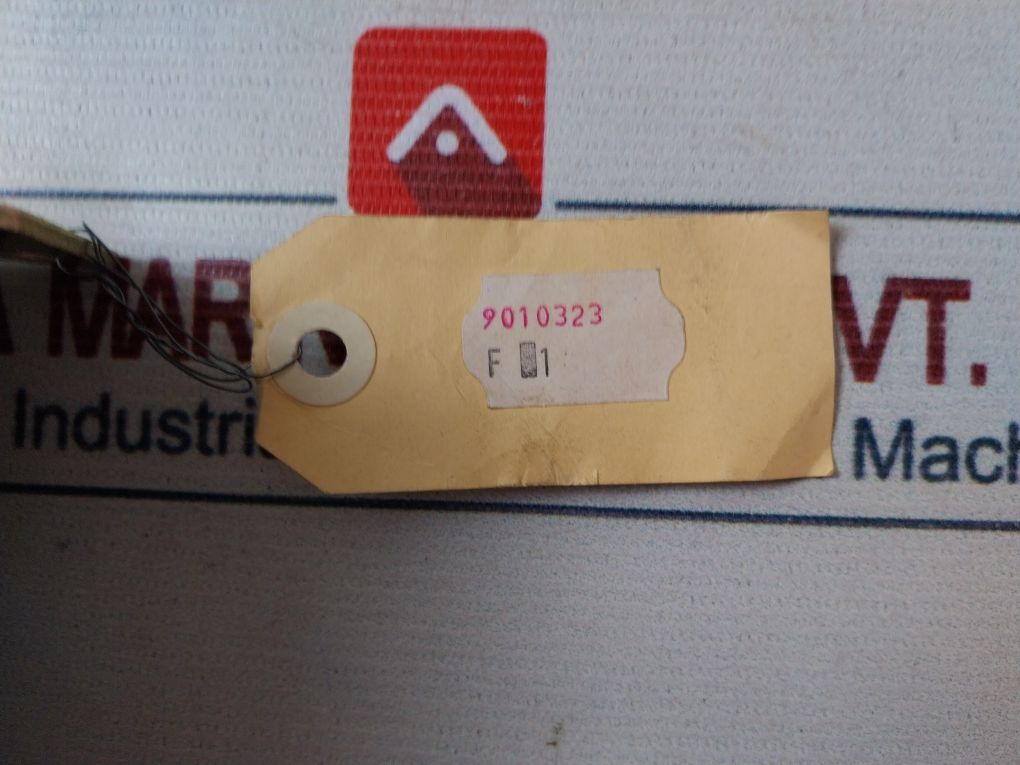 9010323
F 1
MAR VT.
Industri Mach